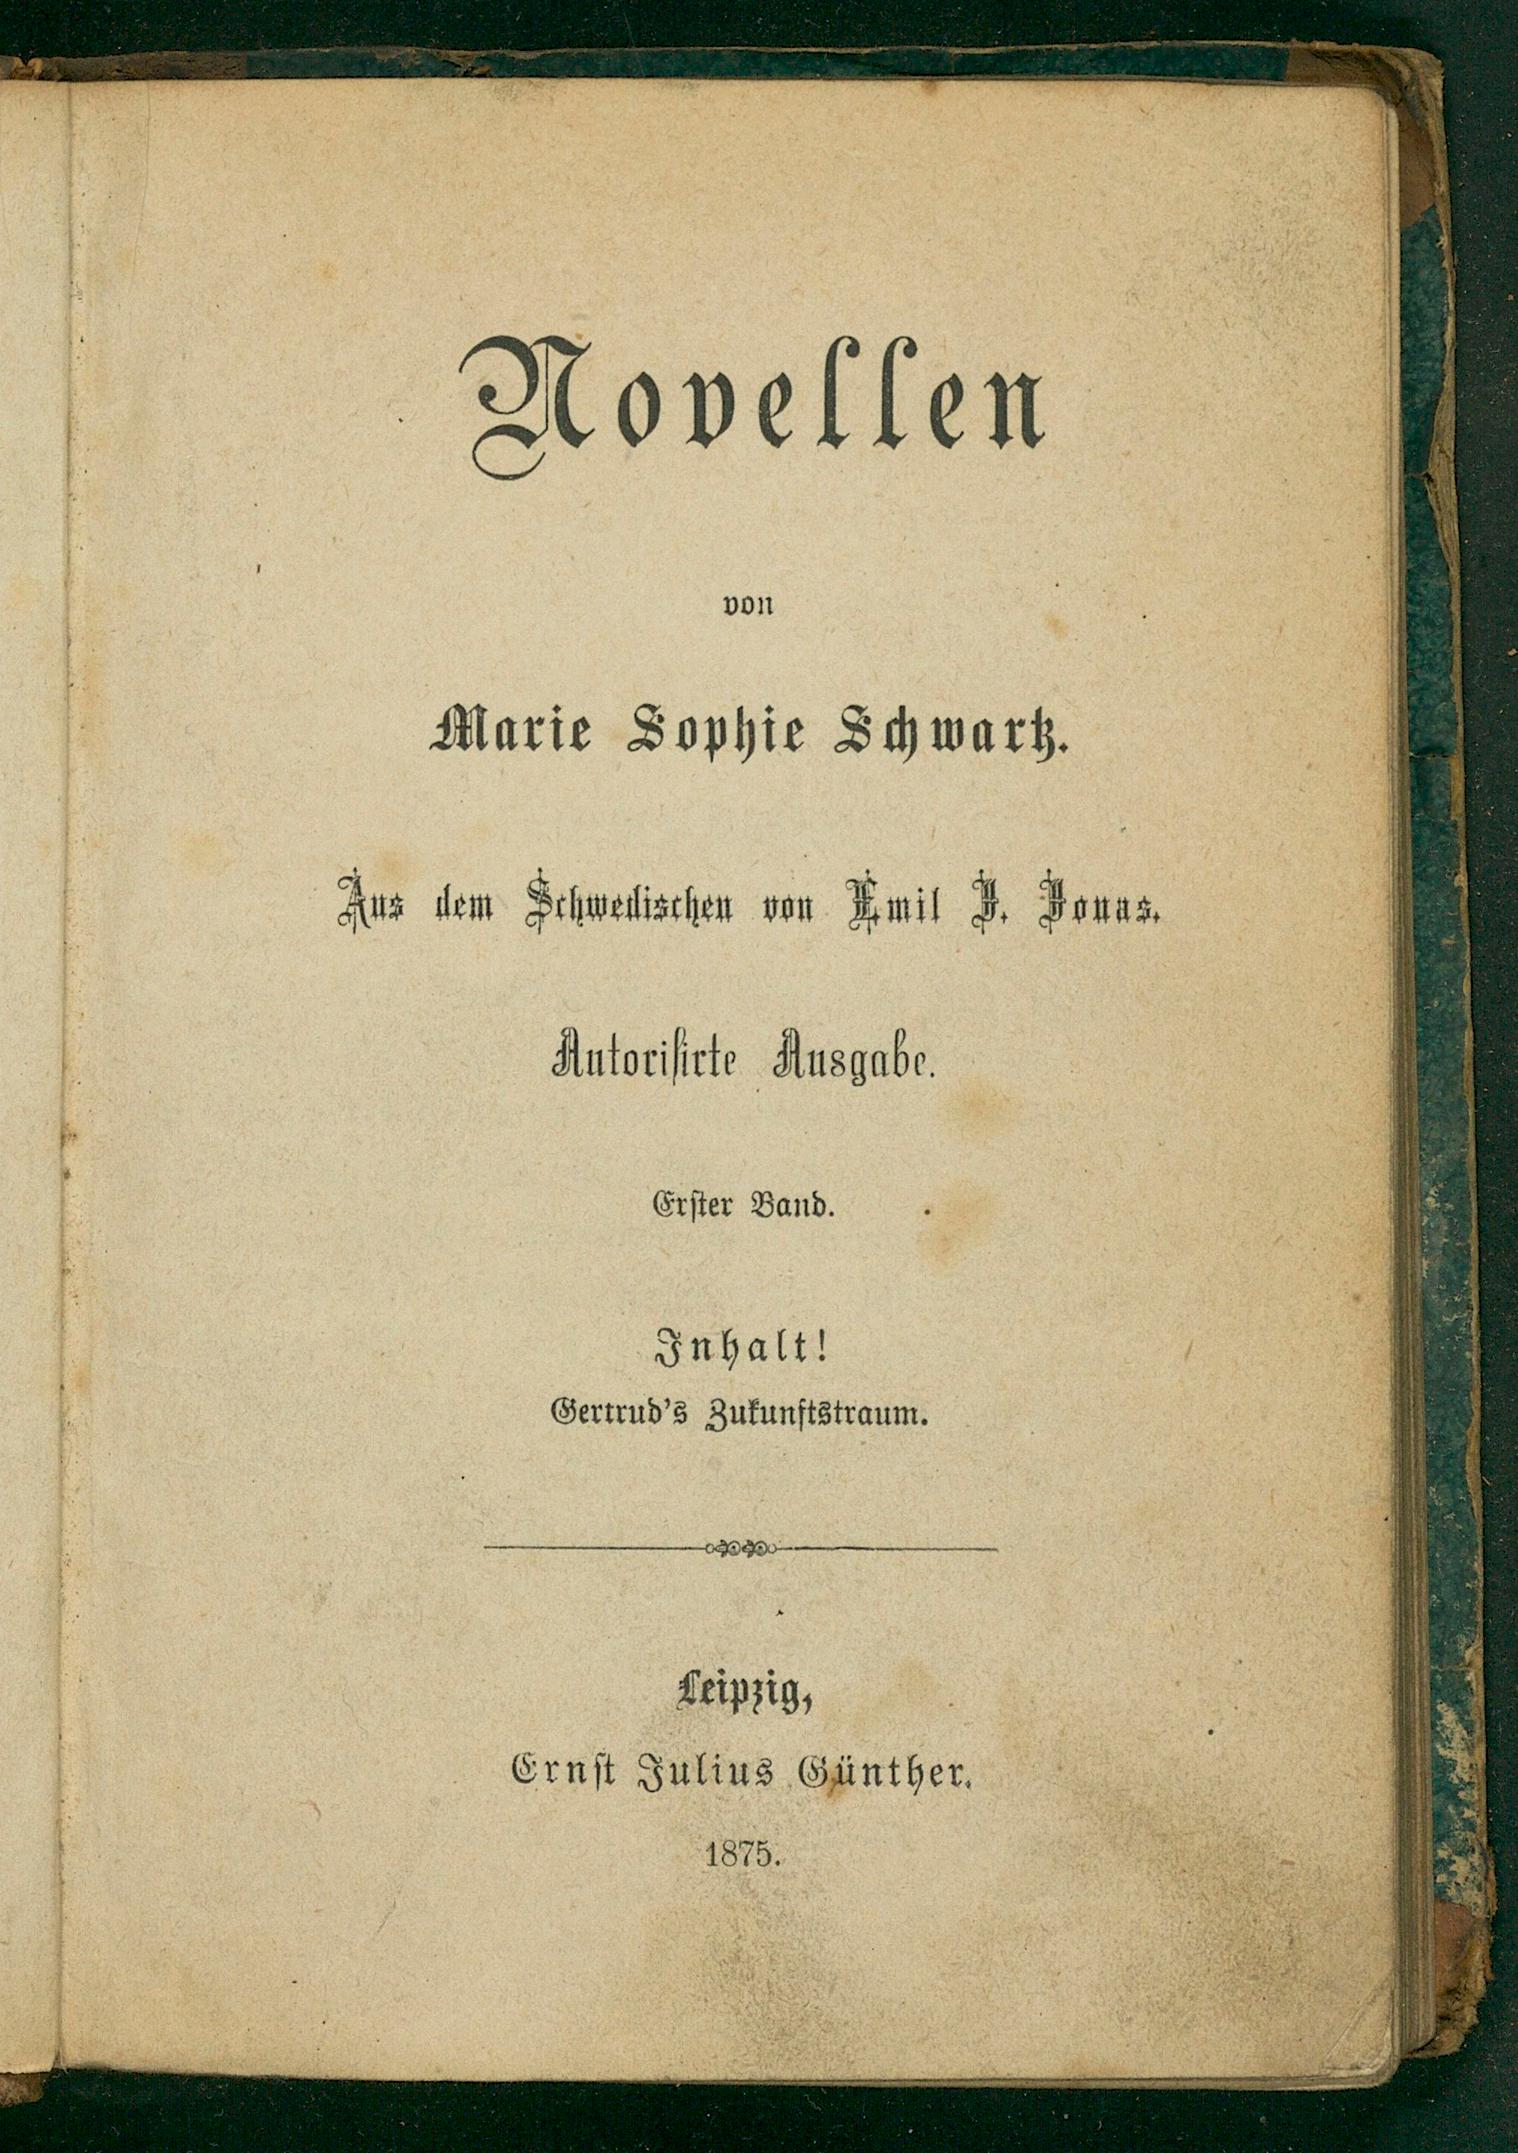 Novellen
von
Marie Sophie Schwartz.
Aus dem Schwedischen von Emil J. Jonas.
Autorisirte Ausgabe.
Erster Band.
Inhalt!
Gertrud's Zukunftstraum.
Leipzig,
Ernst Julius Günther.
1875.